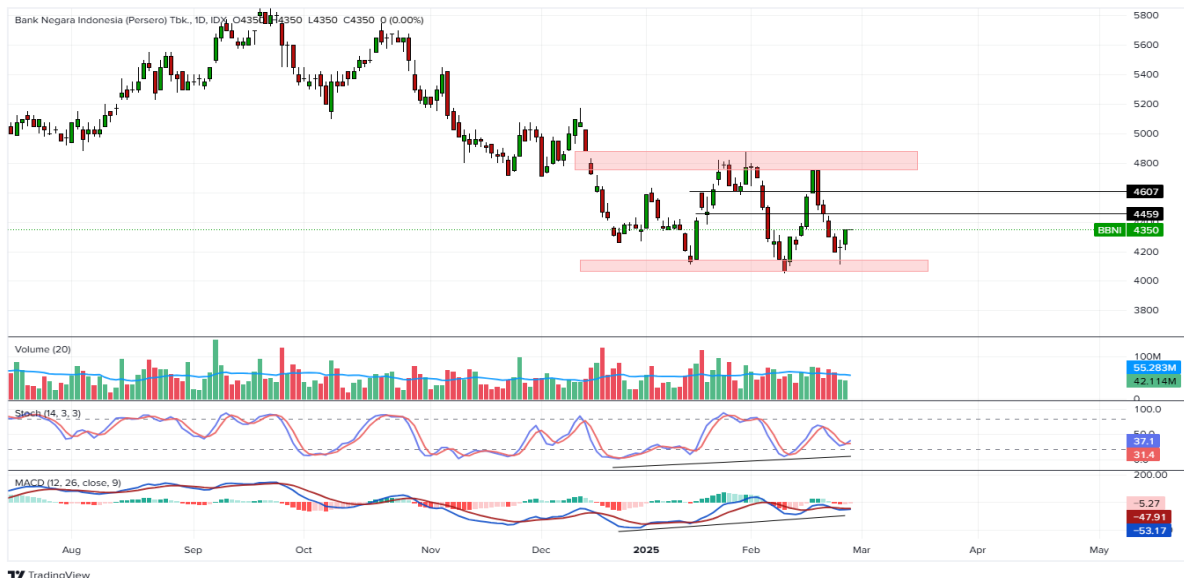 Bank Negara Indonesia (Persero) Tbk., 1D, IDX O4350 H4350 L4350 C4350 0 (0.00%)
5800
5600
5400
5200
5000
4800
4607
4459
BBNI 4350
4200
4000
3800
Volume (20)
100M
55.283M
42.114M
0
Stoch (14, 3, 3)
100.0
37.1
31.4
MACD (12, 26, close, 9)
200.00
−5.27
−47.91
−53.17
Aug Sep Oct Nov Dec 2025 Feb Mar Apr May
TradingView